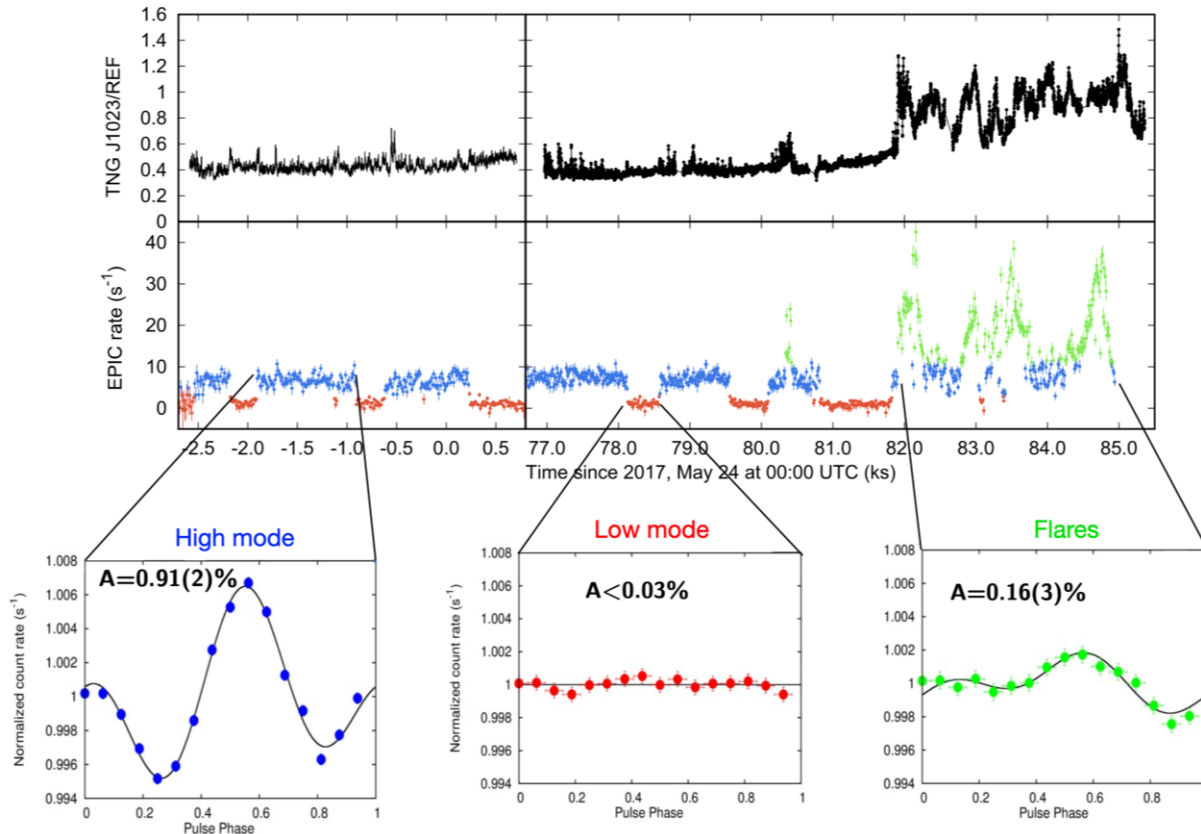 1.6
1.4
1.2
1
0.8
0.6
0.4
0.2
0
TNG J1023/REF
40
30
20
10
0
EPIC rate (s⁻¹)
-2.5 -2.0 -1.5 -1.0 -0.5 0.0 77.0 78.0 79.0 80.0 81.0 82.0 83.0 84.0 85.0
Time since 2017, May 24 at 00:00 UTC (ks)
High mode
A=0.91(2)%
1.008
1.006
1.004
1.002
1
0.998
0.996
0.994
Normalized count rate (s⁻¹)
0 0.2 0.4 0.6 0.8 1
Pulse Phase
Low mode
A<0.03%
1.008
1.006
1.004
1.002
1
0.998
0.996
0.994
Normalized count rate (s⁻¹)
0 0.2 0.4 0.6 0.8 1
Pulse Phase
Flares
A=0.16(3)%
1.008
1.006
1.004
1.002
1
0.998
0.996
0.994
Normalized count rate (s⁻¹)
0 0.2 0.4 0.6 0.8
Pulse Phase